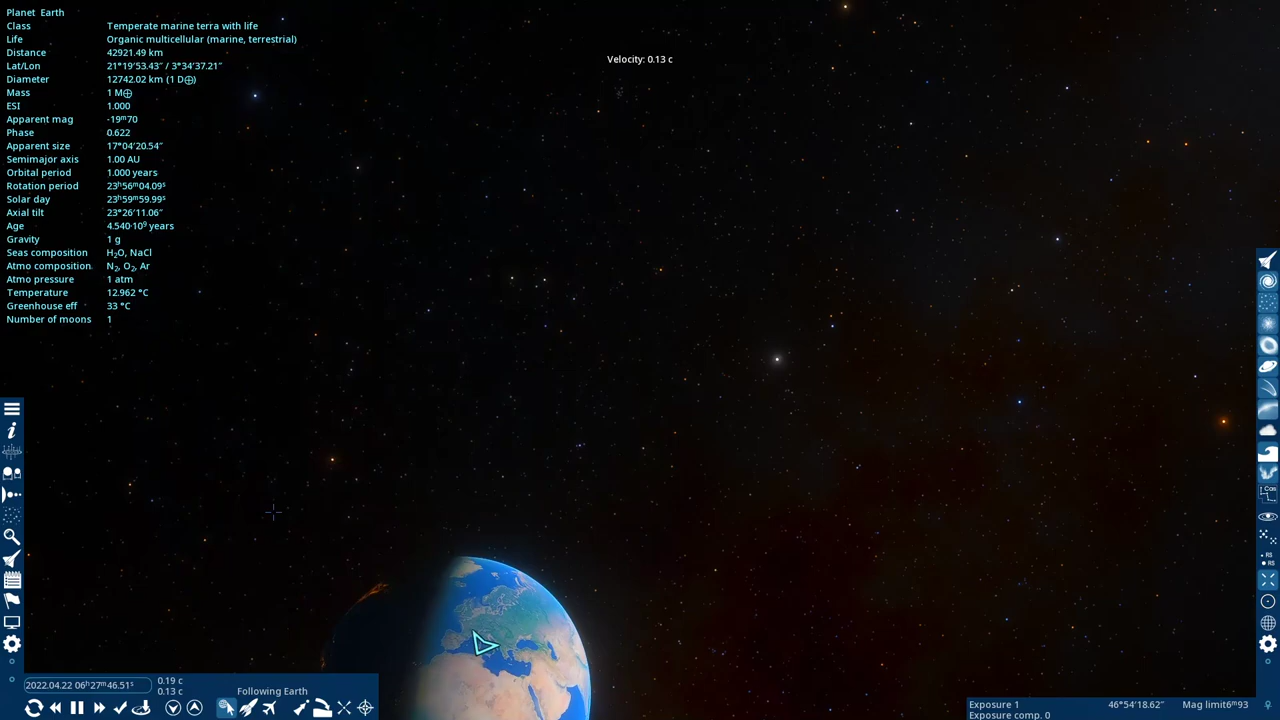 Planet Earth
Class Temperate marine terra with life
Life Organic multicellular (marine, terrestrial)
Distance 42921.49 km
Lat/Lon 21°19′53.43″ / 3°34′37.21″
Diameter 12742.02 km (1 D⊕)
Mass 1 M⊕
ESI 1.000
Apparent mag -19ᵐ70
Phase 0.622
Apparent size 17°04′20.54″
Semimajor axis 1.00 AU
Orbital period 1.000 years
Rotation period 23ʰ56ᵐ04.09ˢ
Solar day 23ʰ59ᵐ59.99ˢ
Axial tilt 23°26′11.06″
Age 4.540·10⁹ years
Gravity 1 g
Seas composition H₂O, NaCl
Atmo composition N₂, O₂, Ar
Atmo pressure 1 atm
Temperature 12.962 °C
Greenhouse eff 33 °C
Number of moons 1
Velocity: 0.13 c
Con
RS
RS
2022.04.22 06ʰ27ᵐ46.51ˢ
0.19 c
0.13 c
Following Earth
Exposure 1 46°54′18.62″ Mag limit6ᵐ93
Exposure comp. 0